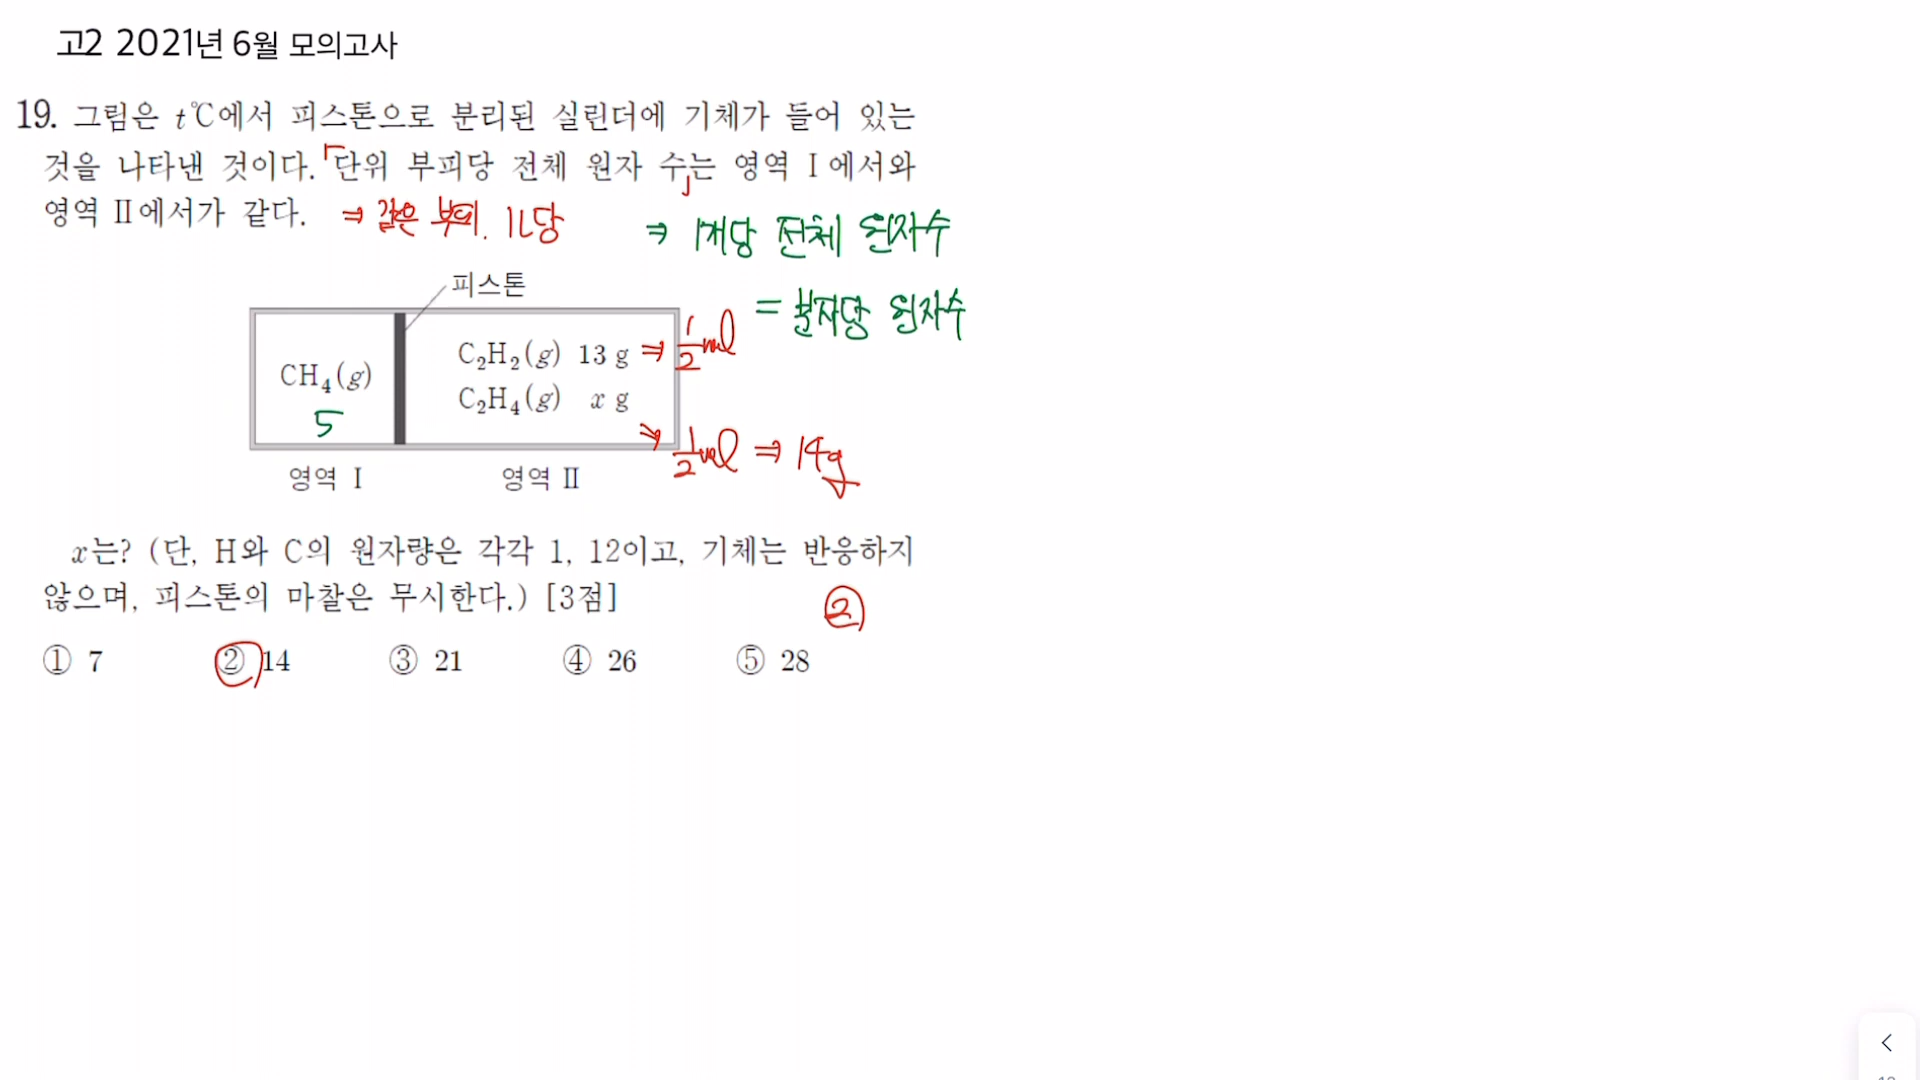 고2 2021년 6월 모의고사
19. 그림은 t℃에서 피스톤으로 분리된 실린더에 기체가 들어 있는
것을 나타낸 것이다. 「단위 부피당 전체 원자 수」는 영역 Ⅰ에서와
영역 Ⅱ에서가 같다. ⇒ 같은 부피. 1L당
⇒ 1개당 전체 원자수
= 분자당 원자수
피스톤
CH₄(g)
5
C₂H₂(g) 13 g ⇒ 1/2 mol
C₂H₄(g) x g
⇒ 1/2 mol ⇒ 14g
영역 Ⅰ
영역 Ⅱ
x는? (단, H와 C의 원자량은 각각 1, 12이고, 기체는 반응하지
않으며, 피스톤의 마찰은 무시한다.) [3점]
②
① 7 ② 14 ③ 21 ④ 26 ⑤ 28